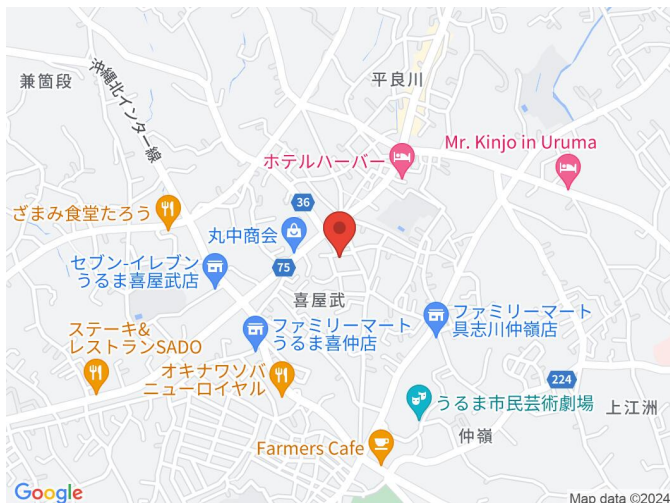 兼箇段
沖縄北インター線
平良川
ホテルハーバー
Mr. Kinjo in Uruma
ざまみ食堂たろう
36
丸中商会
セブン-イレブン
うるま喜屋武店
75
喜屋武
ファミリーマート
具志川仲嶺店
ステーキ&
レストランSADO
ファミリーマート
うるま喜仲店
オキナワソバ
ニューロイヤル
224
うるま市民芸術劇場
上江洲
仲嶺
Farmers Cafe
Google
Map data ©2024